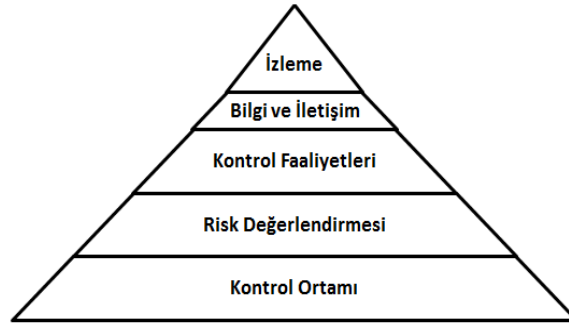 İzleme
Bilgi ve İletişim
Kontrol Faaliyetleri
Risk Değerlendirmesi
Kontrol Ortamı